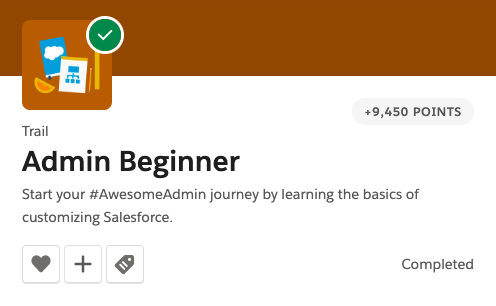 +9,450 POINTS
Trail
Admin Beginner
Start your #AwesomeAdmin journey by learning the basics of
customizing Salesforce.
Completed